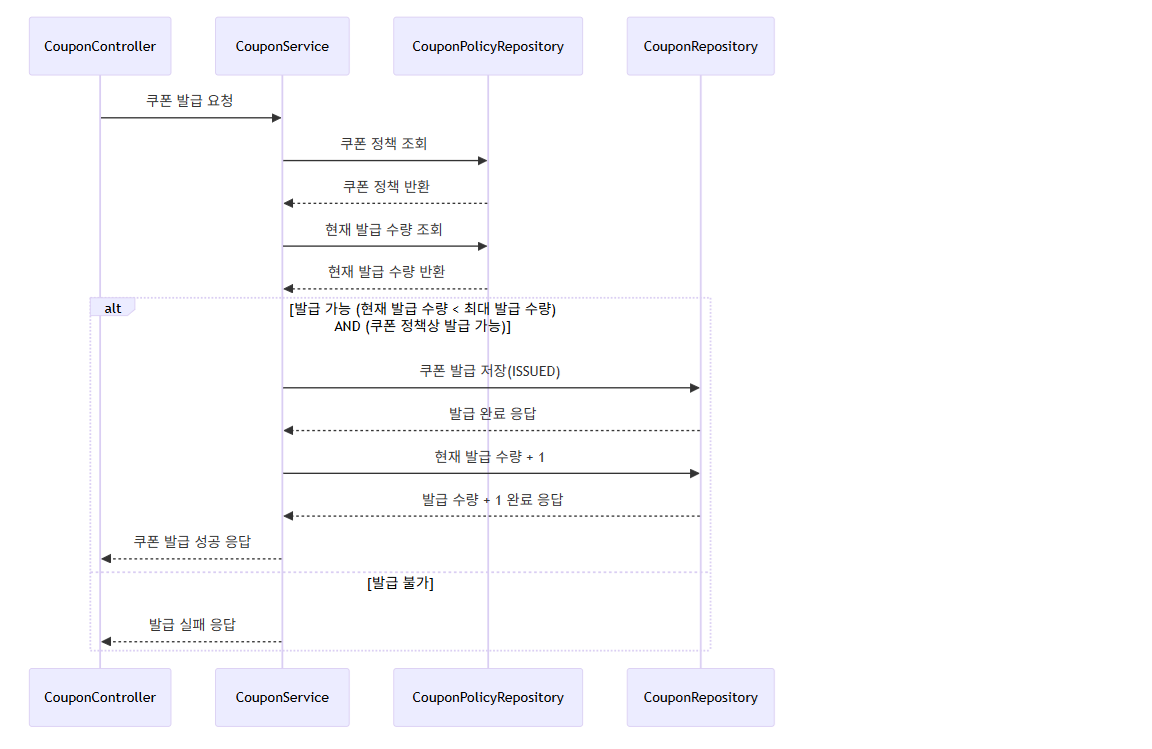 CouponController
CouponService
CouponPolicyRepository
CouponRepository
쿠폰 발급 요청
쿠폰 정책 조회
쿠폰 정책 반환
현재 발급 수량 조회
현재 발급 수량 반환
alt
[발급 가능 (현재 발급 수량 < 최대 발급 수량)
AND (쿠폰 정책상 발급 가능)]
쿠폰 발급 저장(ISSUED)
발급 완료 응답
현재 발급 수량 + 1
발급 수량 + 1 완료 응답
쿠폰 발급 성공 응답
[발급 불가]
발급 실패 응답
CouponController
CouponService
CouponPolicyRepository
CouponRepository